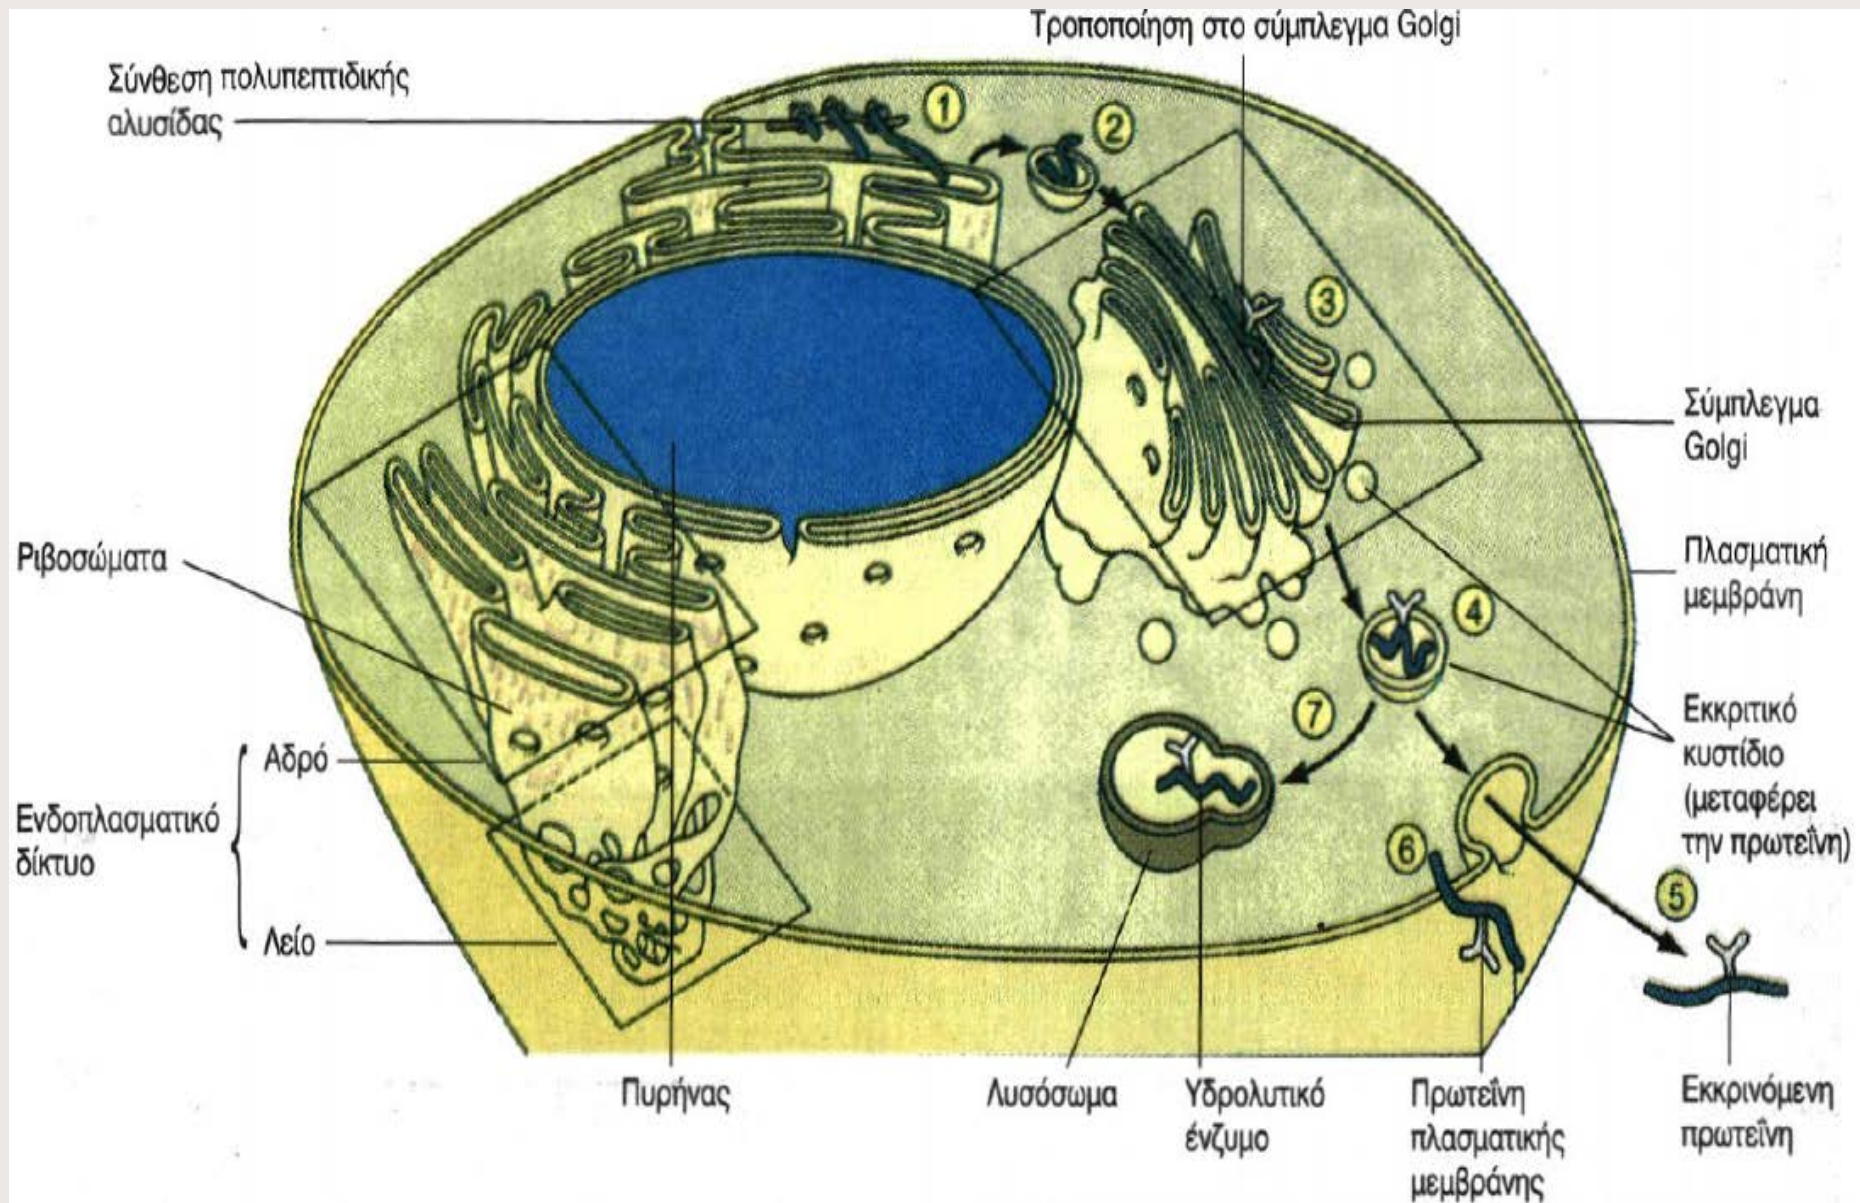 Τροποποίηση στο σύμπλεγμα Golgi
Σύνθεση πολυπεπτιδικής
αλυσίδας
1
2
3
Σύμπλεγμα
Golgi
Πλασματική
μεμβράνη
Ριβοσώματα
4
Εκκριτικό
κυστίδιο
(μεταφέρει
την πρωτεΐνη)
7
Αδρό
Ενδοπλασματικό
δίκτυο
Λείο
6
5
Πυρήνας
Λυσόσωμα
Υδρολυτικό
ένζυμο
Πρωτεΐνη
πλασματικής
μεμβράνης
Εκκρινόμενη
πρωτεΐνη